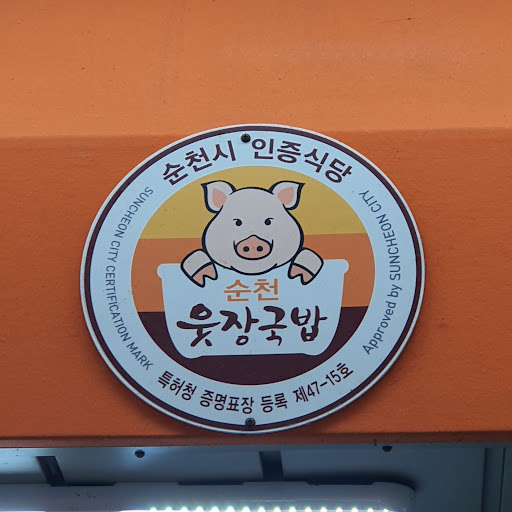 순천시 인증식당
SUNCHEON CITY CERTIFICATION MARK
Approved by SUNCHEON CITY
순천
웃장국밥
특허청 증명표장 등록 제47-15호